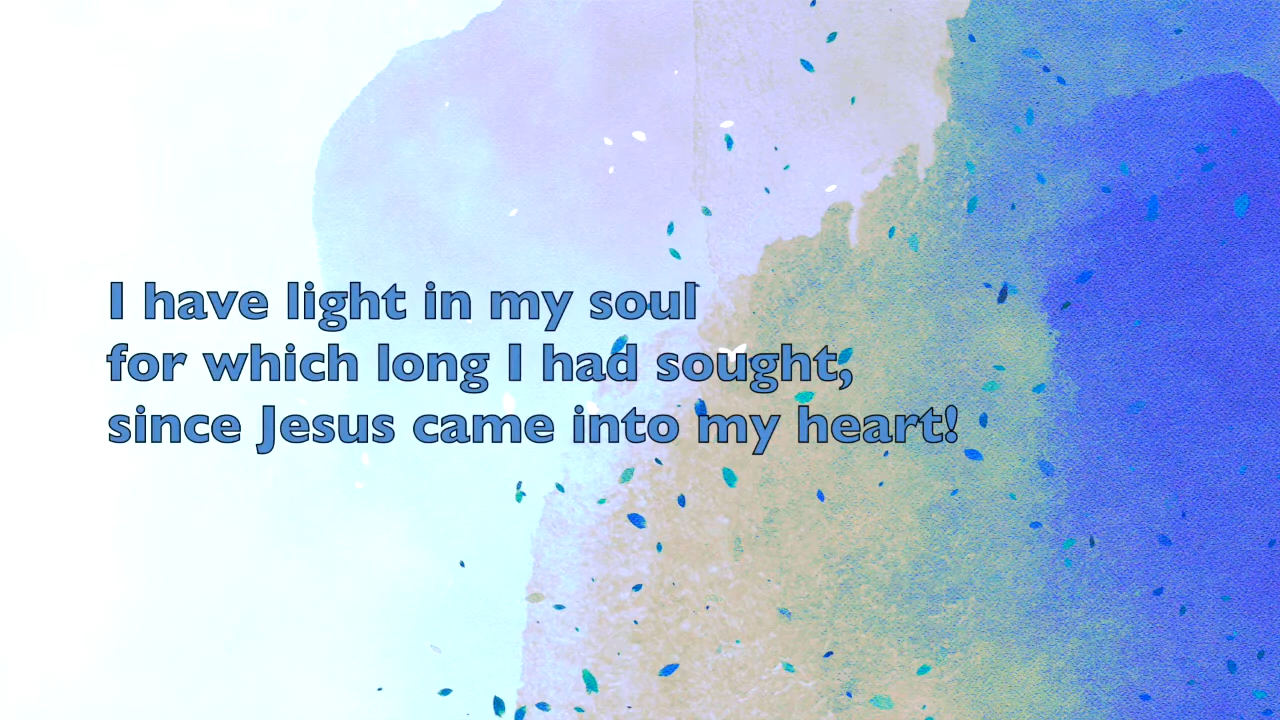 I have light in my soul
for which long I had sought,
since Jesus came into my heart!